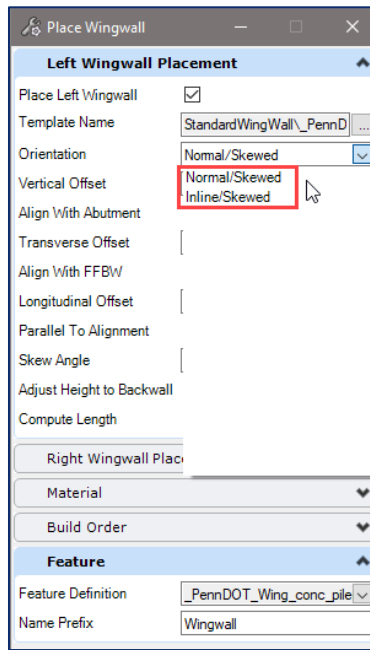 Place Wingwall
Left Wingwall Placement
Place Left Wingwall
Template Name StandardWingWall\_PennD ...
Orientation Normal/Skewed
Normal/Skewed
Vertical Offset
Inline/Skewed
Align With Abutment
Transverse Offset
Align With FFBW
Longitudinal Offset
Parallel To Alignment
Skew Angle
Adjust Height to Backwall
Compute Length
Right Wingwall Plac
Material
Build Order
Feature
Feature Definition _PennDOT_Wing_conc_pile
Name Prefix Wingwall